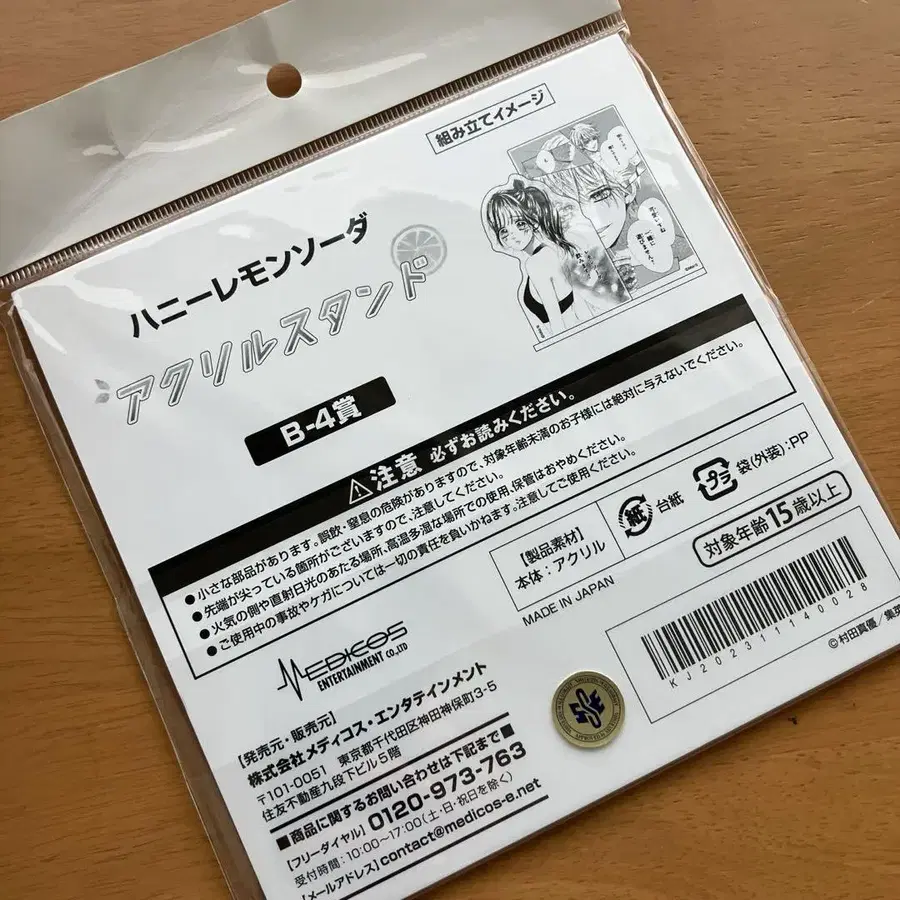 組み立てイメージ
ハニーレモンソーダ
アクリルスタンド
B-4賞
注意 必ずお読みください。
●小さな部品があります。誤飲・窒息の危険がありますので、対象年齢未満のお子様には絶対に与えないでください。
●先端が尖っている箇所がございますので、注意してください。
●火気の側や直射日光のあたる場所、高温多湿な場所での使用、保管はおやめください。
●ご使用中の事故やケガについては一切の責任を負いかねます。注意してご使用ください。
【製品素材】
本体:アクリル
紙 台紙
プラ 袋(外装):PP
対象年齢15歳以上
MADE IN JAPAN
KJ202311140028
©村田真優/集英
MEDICOS
ENTERTAINMENT CO.,LTD
【発売元・販売元】
株式会社メディコス・エンタテインメント
〒101-0051 東京都千代田区神田神保町3-5
住友不動産九段下ビル5階
■商品に関するお問い合わせは下記まで■
【フリーダイヤル】0120-973-763
受付時間:10:00〜17:00(土・日・祝日を除く)
【メールアドレス】contact@medicos-e.net